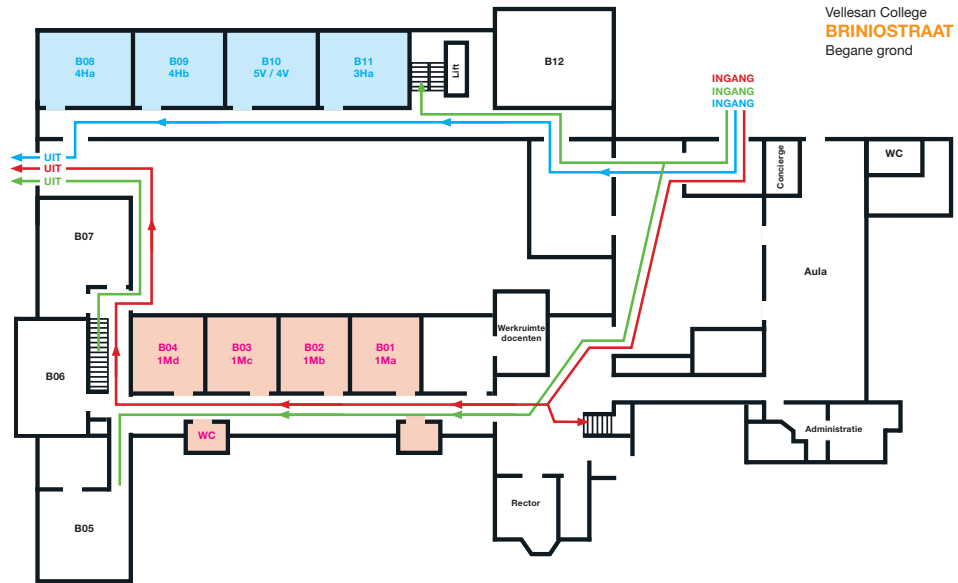 Vellesan College
BRINIOSTRAAT
Begane grond
B08
4Ha
B09
4Hb
B10
5V / 4V
B11
3Ha
Lift
B12
INGANG
INGANG
INGANG
UIT
UIT
UIT
Concierge
WC
B07
Aula
B06
B04
1Md
B03
1Mc
B02
1Mb
B01
1Ma
Werkruimte
docenten
WC
Administratie
Rector
B05